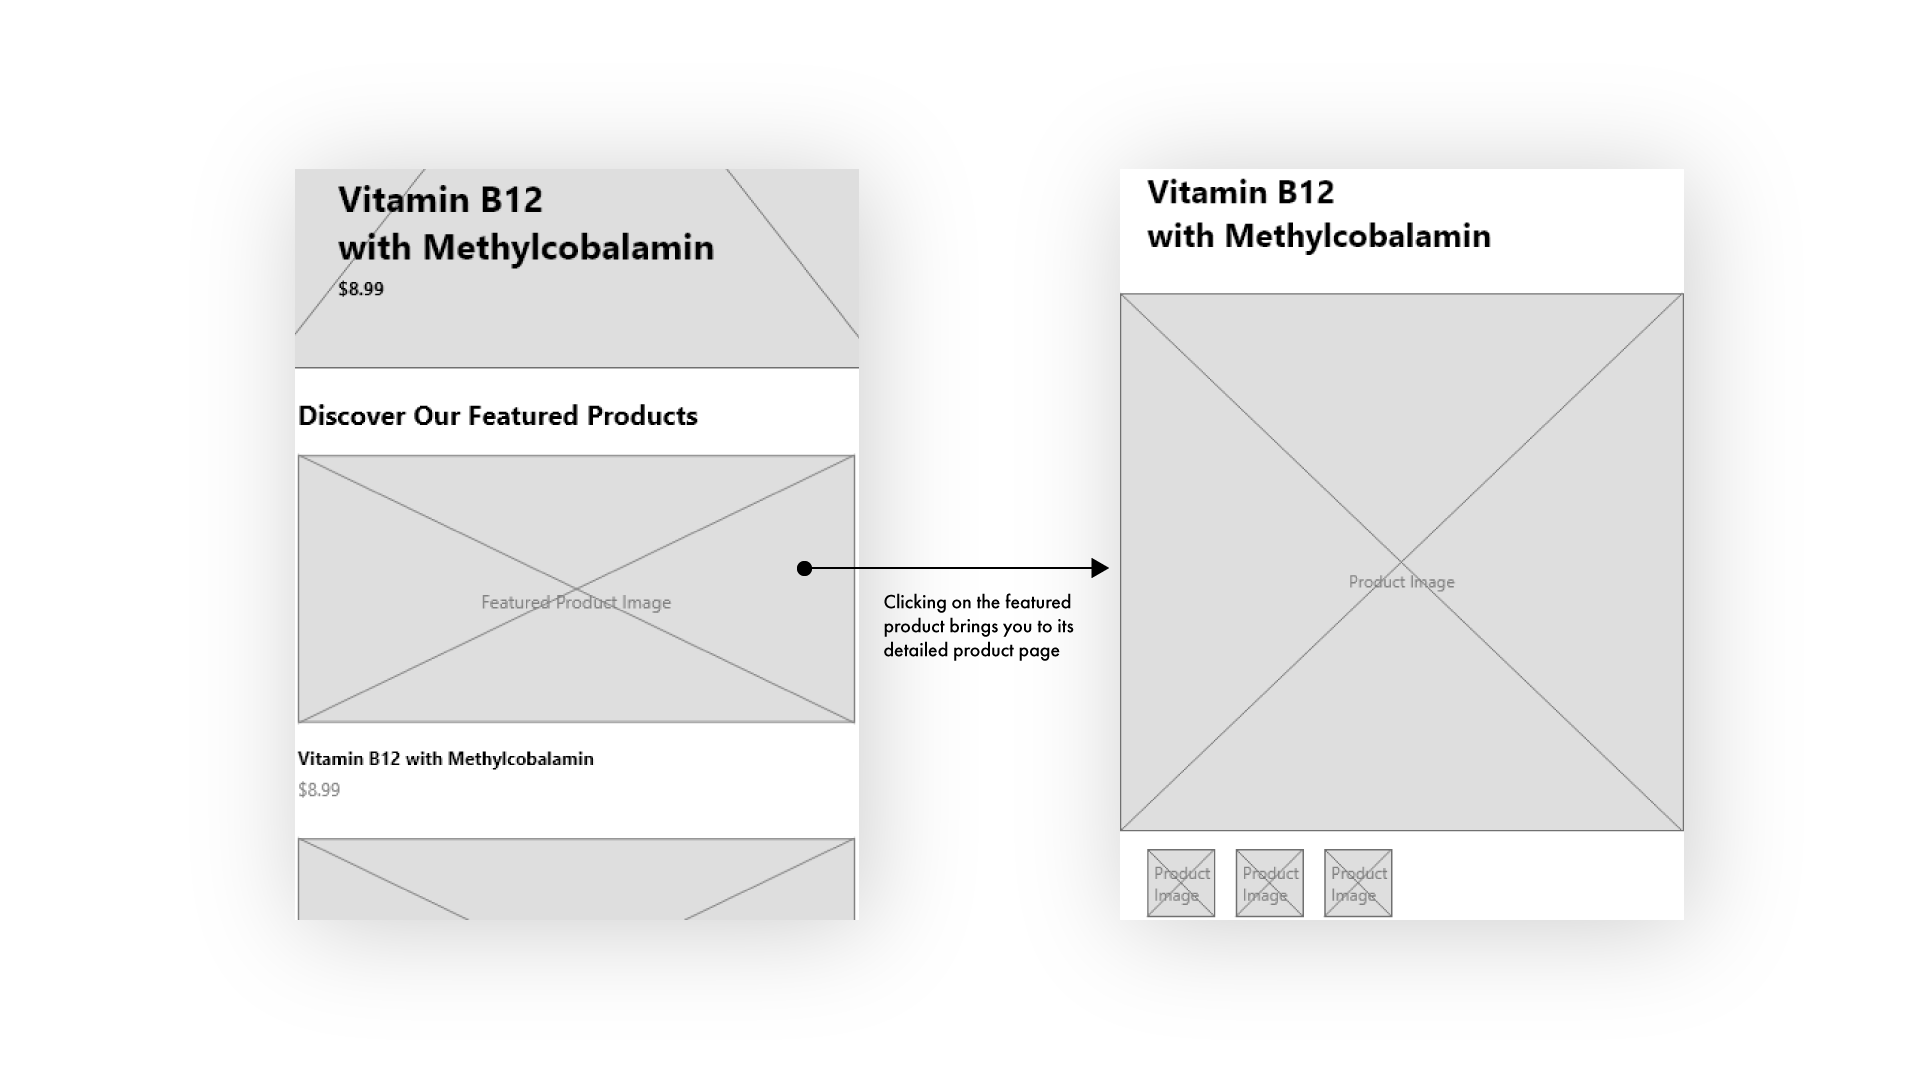 Vitamin B12
with Methylcobalamin
$8.99
Discover Our Featured Products
Featured Product Image
Vitamin B12 with Methylcobalamin
$8.99
Clicking on the featured
product brings you to its
detailed product page
Vitamin B12
with Methylcobalamin
Product Image
Product
Image
Product
Image
Product
Image